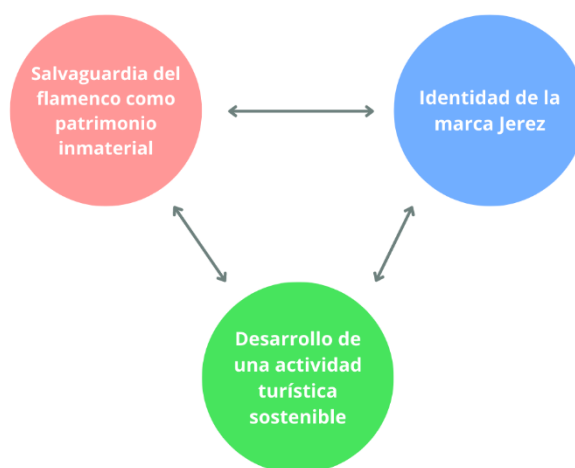 Salvaguardia del
flamenco como
patrimonio
inmaterial
Identidad de la
marca Jerez
Desarrollo de
una actividad
turística
sostenible